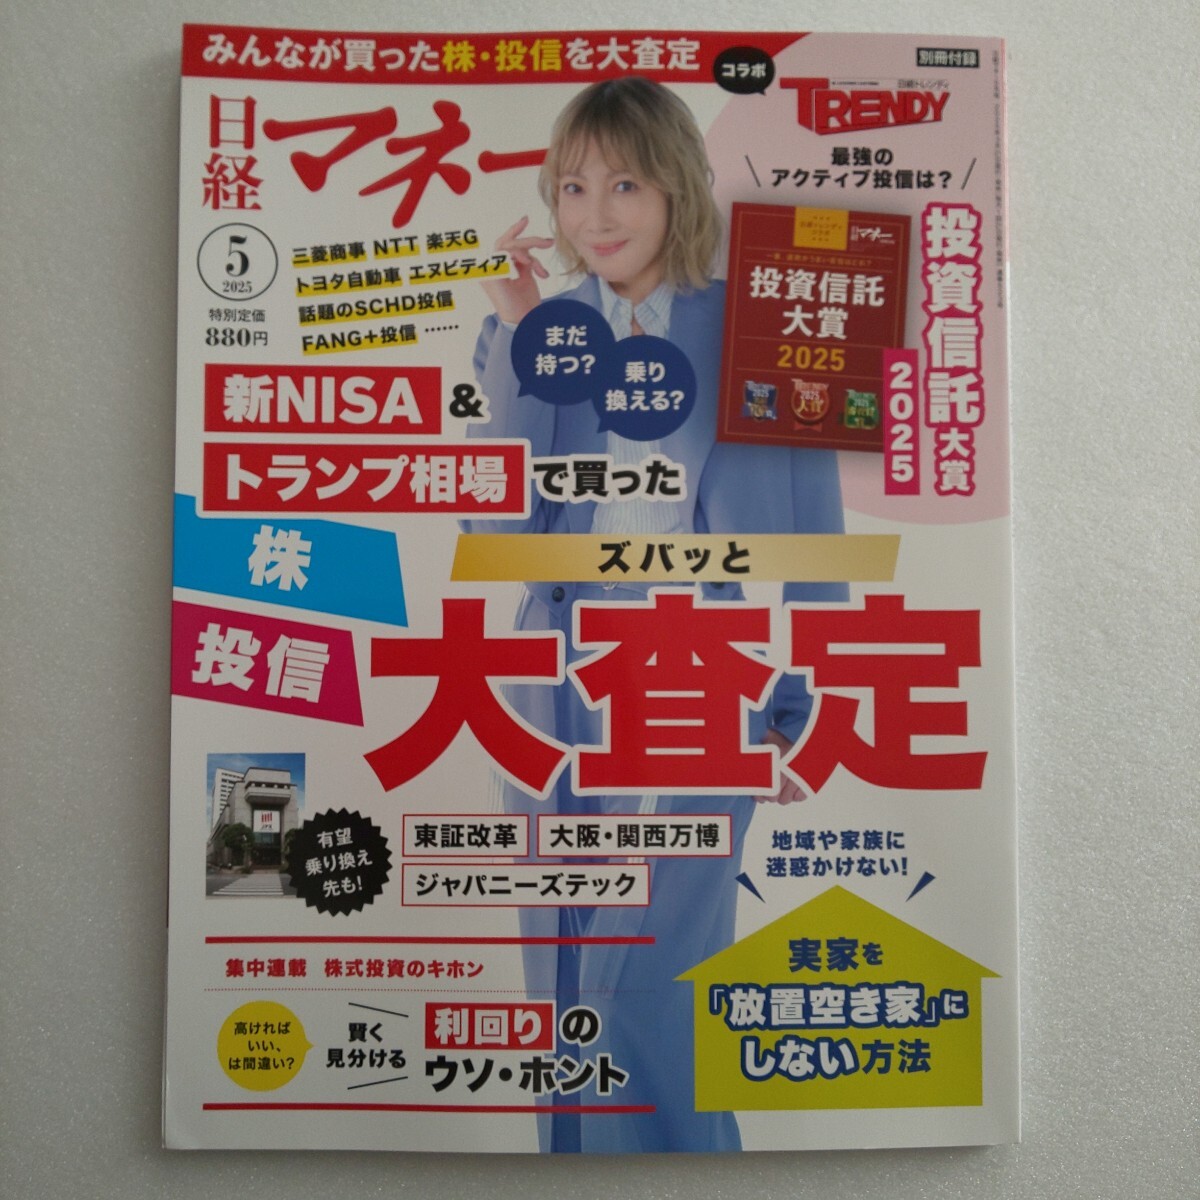 みんなが買った株・投信を大査定
コラボ
別冊付録
日経トレンディ
TRENDY
日経マネー
最強の
アクティブ投信は?
投資信託大賞
2025
日経マネー
投資信託
大賞
2025
5
2025
特別定価
880円
三菱商事 NTT 楽天G
トヨタ自動車 エヌビディア
話題のSCHD投信
FANG+投信 ……
まだ
持つ?
乗り
換える?
新NISA &
トランプ相場で買った
株
投信
ズバッと
大査定
有望
乗り換え
先も!
東証改革
大阪・関西万博
ジャパニーズテック
地域や家族に
迷惑かけない!
実家を
「放置空き家」に
しない方法
集中連載 株式投資のキホン
高ければ
いい、
は間違い?
賢く
見分ける
利回りの
ウソ・ホント